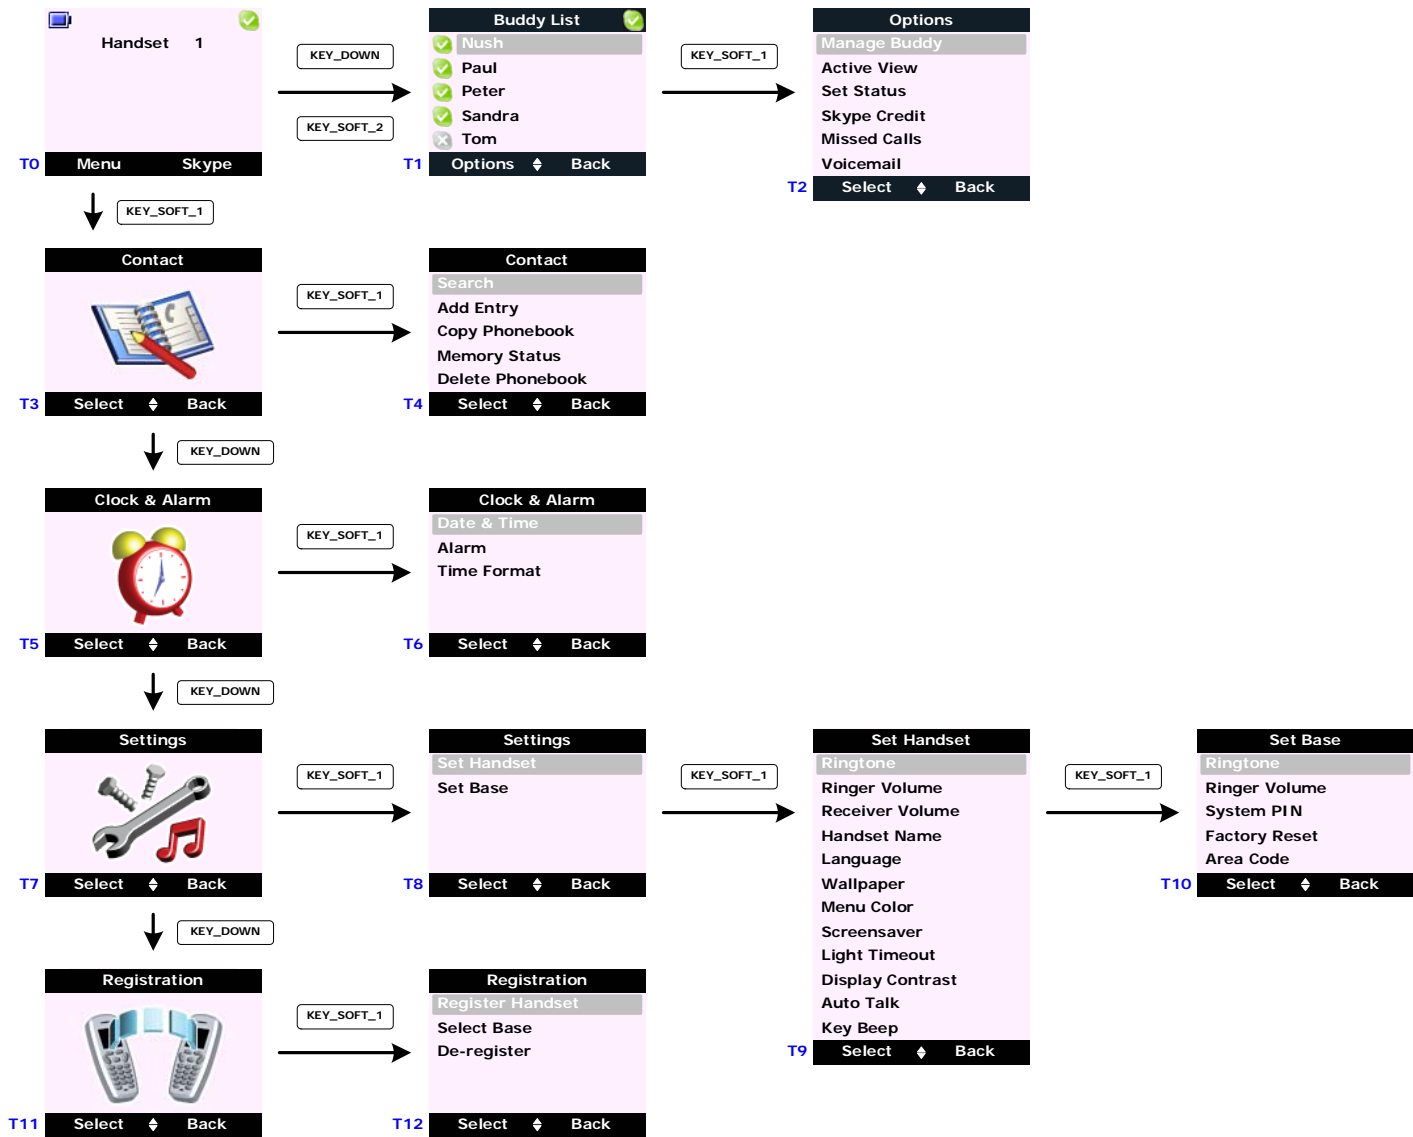 Handset 1
T0 Menu Skype
KEY_DOWN
KEY_SOFT_2
Buddy List
Nush
Paul
Peter
Sandra
Tom
T1 Options Back
KEY_SOFT_1
Options
Manage Buddy
Active View
Set Status
Skype Credit
Missed Calls
Voicemail
T2 Select Back
KEY_SOFT_1
Contact
T3 Select Back
KEY_SOFT_1
Contact
Search
Add Entry
Copy Phonebook
Memory Status
Delete Phonebook
T4 Select Back
KEY_DOWN
Clock & Alarm
T5 Select Back
KEY_SOFT_1
Clock & Alarm
Date & Time
Alarm
Time Format
T6 Select Back
KEY_DOWN
Settings
T7 Select Back
KEY_SOFT_1
Settings
Set Handset
Set Base
T8 Select Back
KEY_SOFT_1
Set Handset
Ringtone
Ringer Volume
Receiver Volume
Handset Name
Language
Wallpaper
Menu Color
Screensaver
Light Timeout
Display Contrast
Auto Talk
Key Beep
T9 Select Back
KEY_SOFT_1
Set Base
Ringtone
Ringer Volume
System PIN
Factory Reset
Area Code
T10 Select Back
KEY_DOWN
Registration
T11 Select Back
KEY_SOFT_1
Registration
Register Handset
Select Base
De-register
T12 Select Back